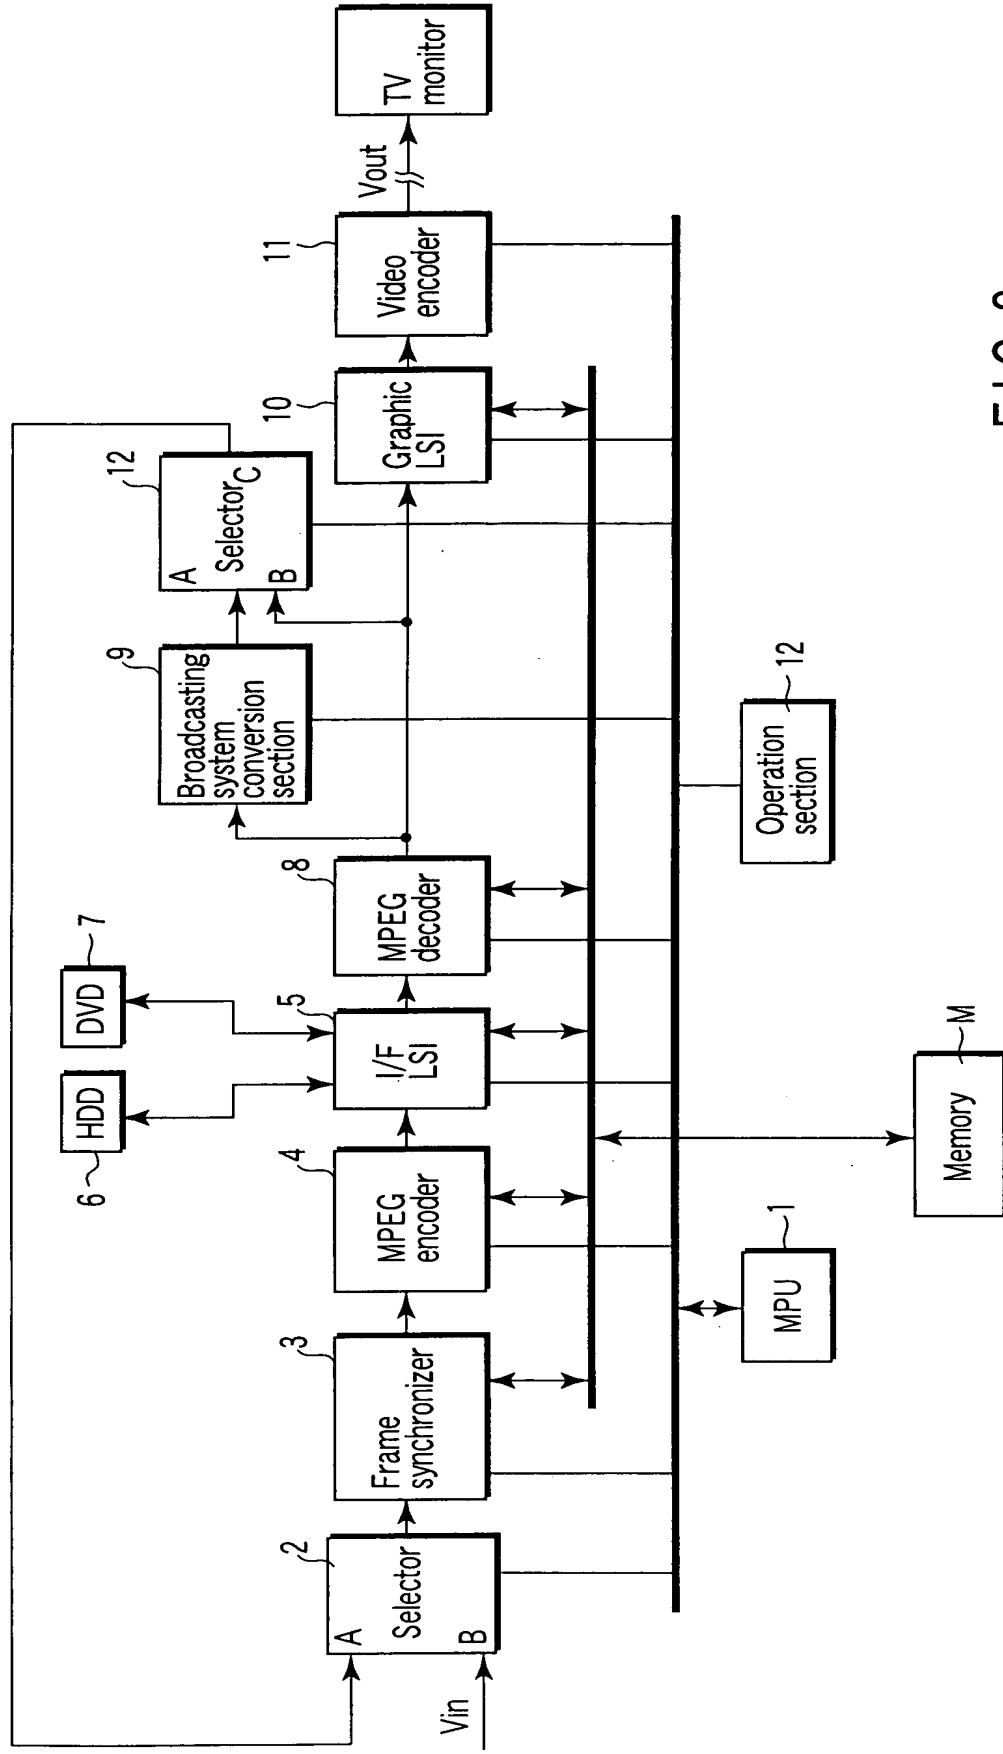 6
HDD
DVD
7
Broadcasting
system
conversion
section
9
A
Selector
B
C
12
Vin
A
Selector
B
2
Frame
synchronizer
3
MPEG
encoder
4
I/F
LSI
5
MPEG
decoder
8
Graphic
LSI
10
Video
encoder
11
Vout
TV
monitor
MPU
1
Operation
section
12
Memory
M